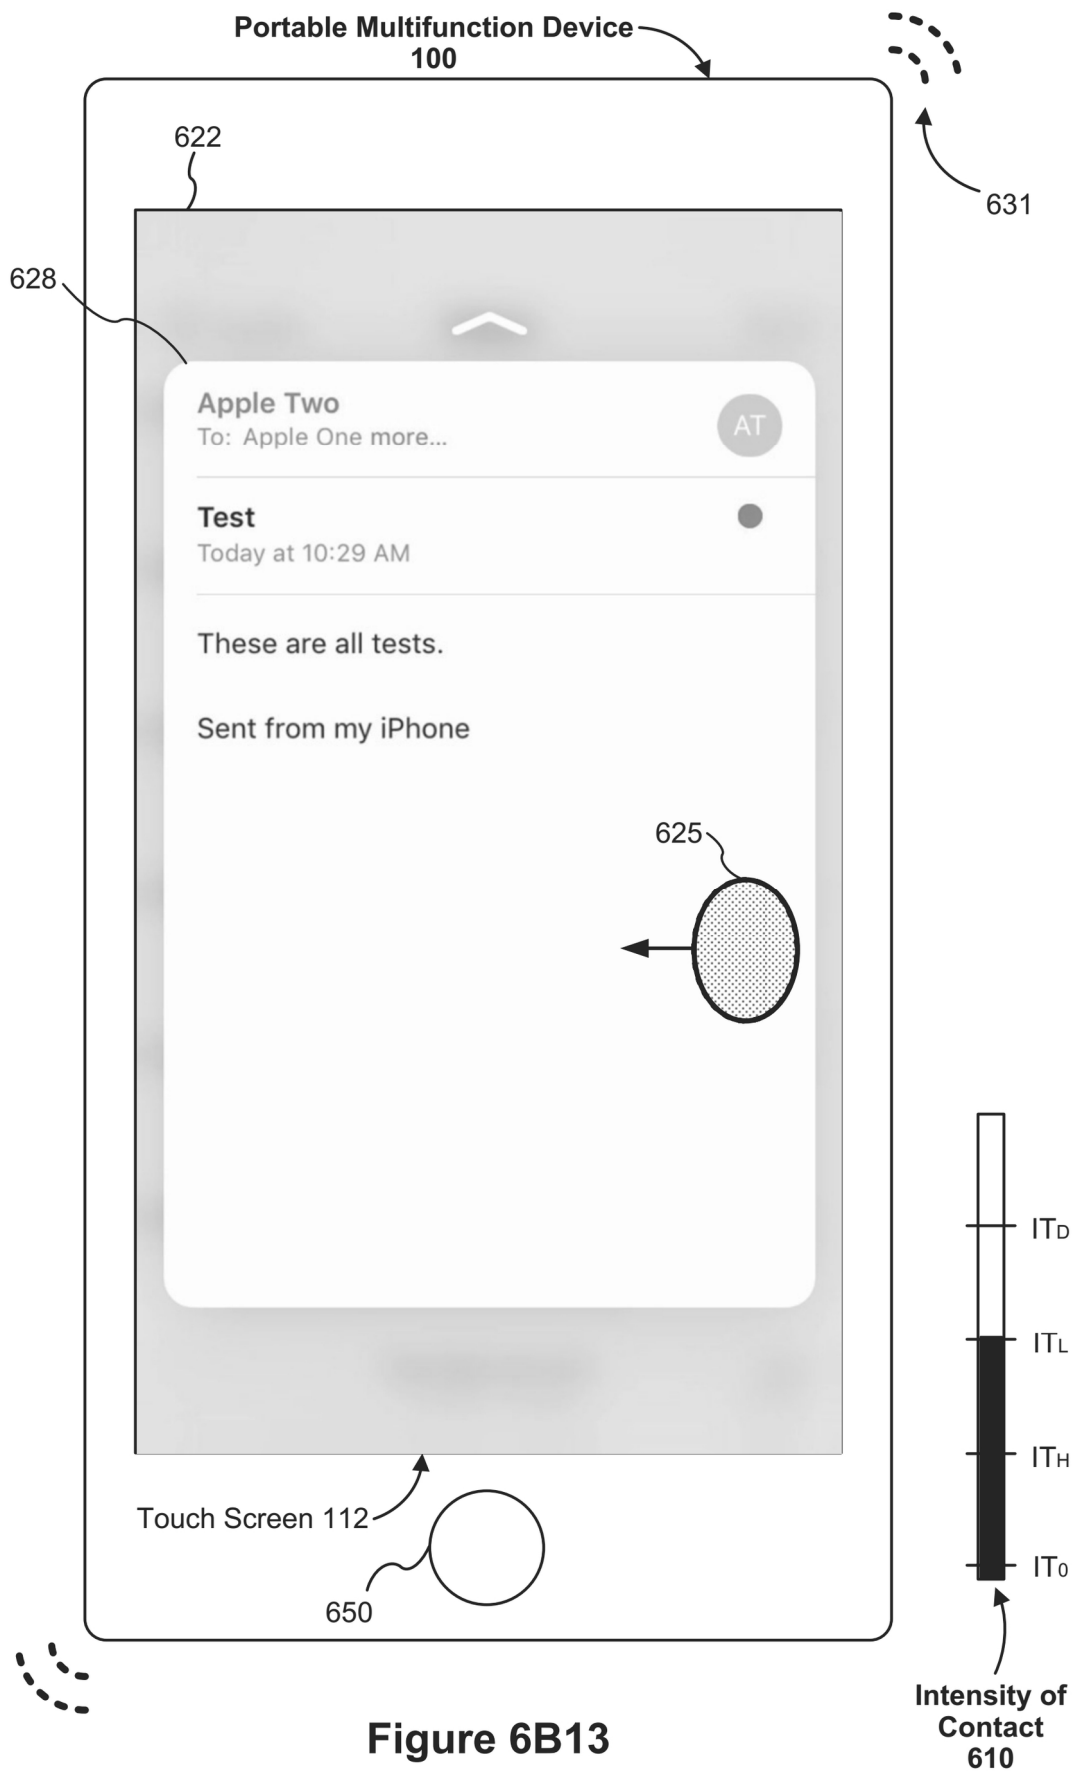 Portable Multifunction Device
100
622
631
628
Apple Two
To: Apple One more...
AT
Test
Today at 10:29 AM
These are all tests.
Sent from my iPhone
625
ITD
ITL
ITH
IT0
Touch Screen 112
650
Intensity of
Contact
610
Figure 6B13